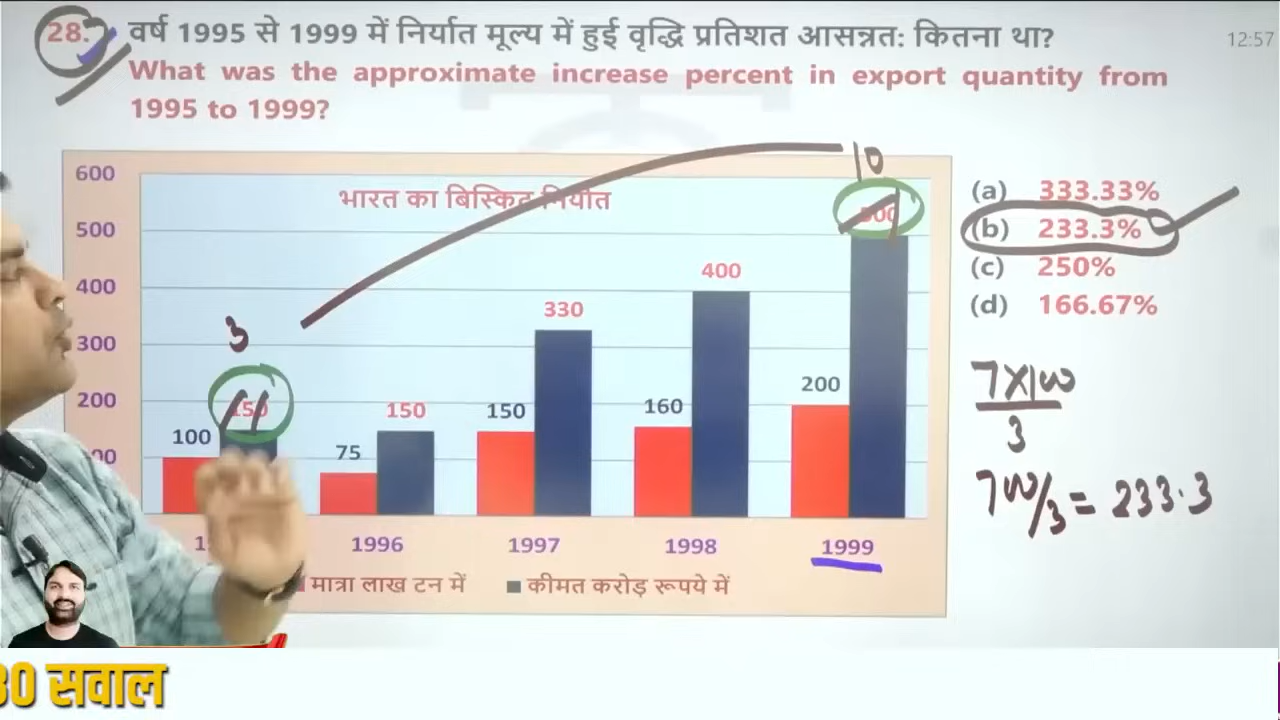 28. वर्ष 1995 से 1999 में निर्यात मूल्य में हुई वृद्धि प्रतिशत आसन्नत: कितना था?
12:57
What was the approximate increase percent in export quantity from
1995 to 1999?
600
500
400
300
200
00
भारत का बिस्कि निर्यात
3
10
100
150
75
150
150
330
160
400
200
500
1996
1997
1998
1999
मात्रा लाख टन में
कीमत करोड़ रूपये में
(a) 333.33%
(b) 233.3%
(c) 250%
(d) 166.67%
7X100
3
700/3 = 233.3
30 सवाल